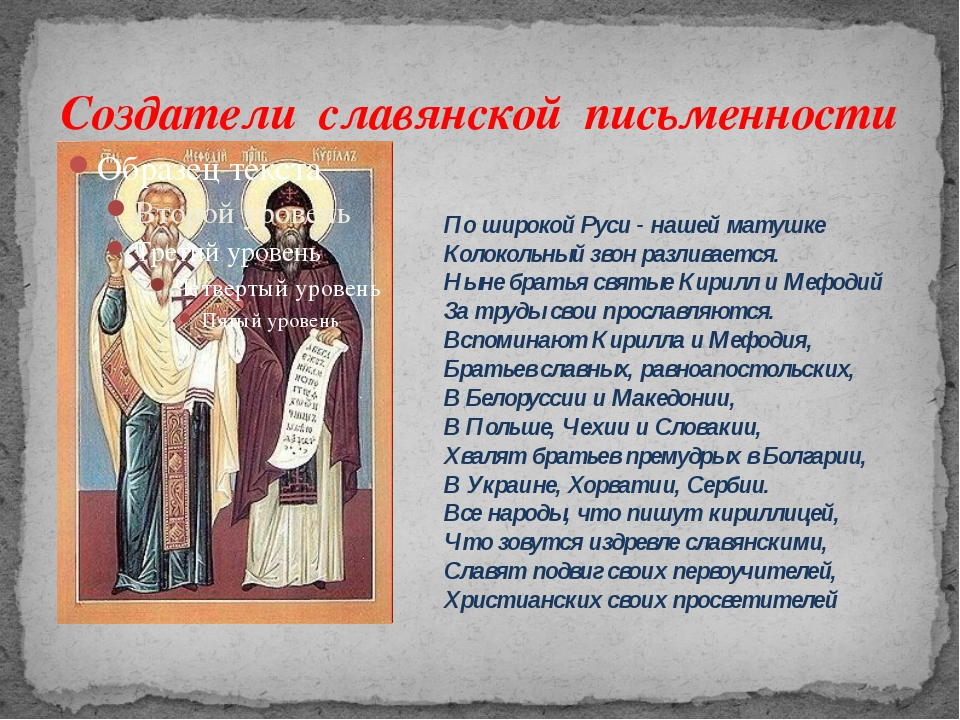 Создатели славянской письменности
Мефодїй прпв Кѷрїллъ
Образец текста
Второй уровень
Третий уровень
Четвертый уровень
Пятый уровень
По широкой Руси - нашей матушке
Колокольный звон разливается.
Ныне братья святые Кирилл и Мефодий
За труды свои прославляются.
Вспоминают Кирилла и Мефодия,
Братьев славных, равноапостольских,
В Белоруссии и Македонии,
В Польше, Чехии и Словакии,
Хвалят братьев премудрых в Болгарии,
В Украине, Хорватии, Сербии.
Все народы, что пишут кириллицей,
Что зовутся издревле славянскими,
Славят подвиг своих первоучителей,
Христианских своих просветителей